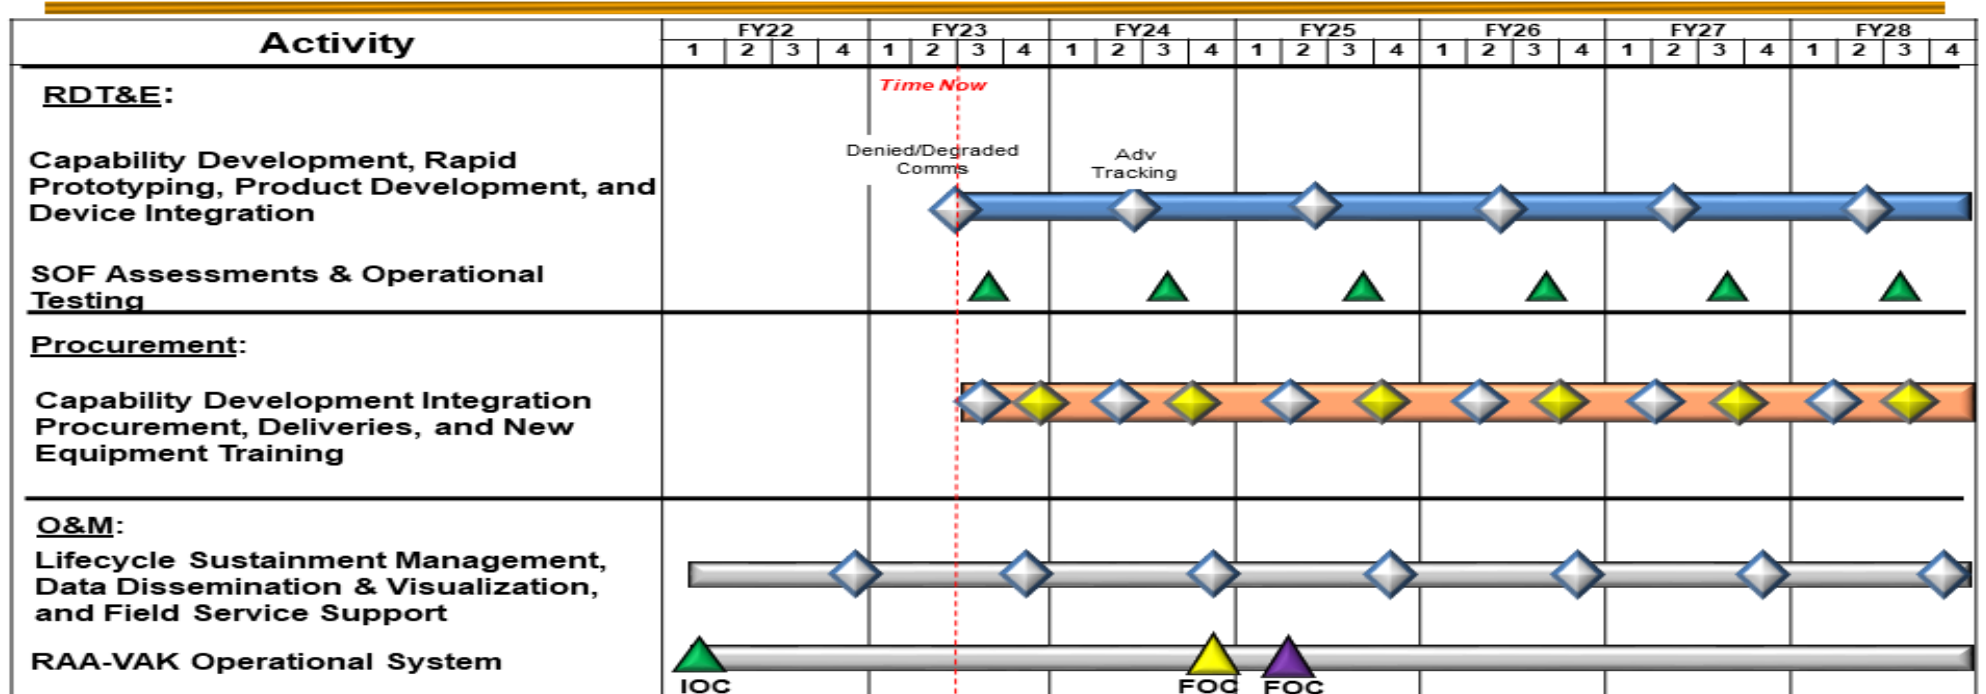 Activity
FY22 FY23 FY24 FY25 FY26 FY27 FY28
1 2 3 4 1 2 3 4 1 2 3 4 1 2 3 4 1 2 3 4 1 2 3 4 1 2 3 4
RDT&E:
Time Now
Denied/Degraded
Comms
Adv
Tracking
Capability Development, Rapid
Prototyping, Product Development, and
Device Integration
SOF Assessments & Operational
Testing
Procurement:
Capability Development Integration
Procurement, Deliveries, and New
Equipment Training
O&M:
Lifecycle Sustainment Management,
Data Dissemination & Visualization,
and Field Service Support
RAA-VAK Operational System
IOC FOC FOC